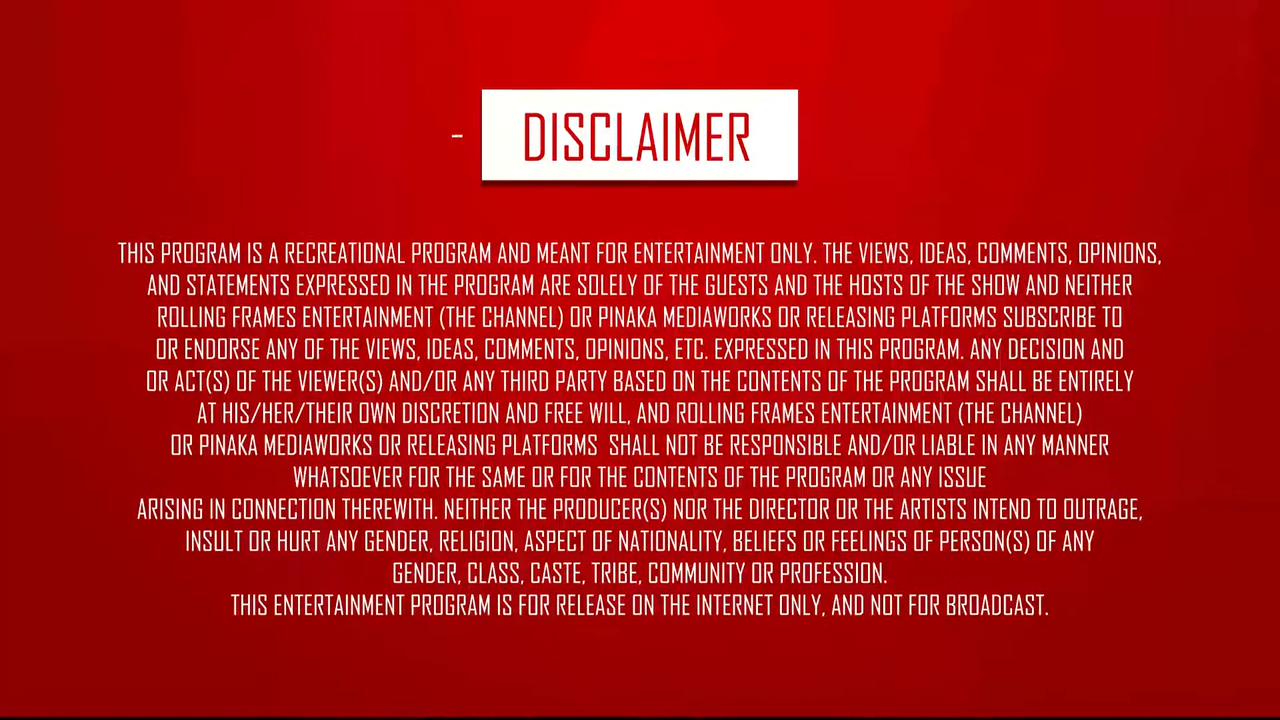 - DISCLAIMER
THIS PROGRAM IS A RECREATIONAL PROGRAM AND MEANT FOR ENTERTAINMENT ONLY. THE VIEWS, IDEAS, COMMENTS, OPINIONS,
AND STATEMENTS EXPRESSED IN THE PROGRAM ARE SOLELY OF THE GUESTS AND THE HOSTS OF THE SHOW AND NEITHER
ROLLING FRAMES ENTERTAINMENT (THE CHANNEL) OR PINAKA MEDIAWORKS OR RELEASING PLATFORMS SUBSCRIBE TO
OR ENDORSE ANY OF THE VIEWS, IDEAS, COMMENTS, OPINIONS, ETC. EXPRESSED IN THIS PROGRAM. ANY DECISION AND
OR ACT(S) OF THE VIEWER(S) AND/OR ANY THIRD PARTY BASED ON THE CONTENTS OF THE PROGRAM SHALL BE ENTIRELY
AT HIS/HER/THEIR OWN DISCRETION AND FREE WILL, AND ROLLING FRAMES ENTERTAINMENT (THE CHANNEL)
OR PINAKA MEDIAWORKS OR RELEASING PLATFORMS SHALL NOT BE RESPONSIBLE AND/OR LIABLE IN ANY MANNER
WHATSOEVER FOR THE SAME OR FOR THE CONTENTS OF THE PROGRAM OR ANY ISSUE
ARISING IN CONNECTION THEREWITH. NEITHER THE PRODUCER(S) NOR THE DIRECTOR OR THE ARTISTS INTEND TO OUTRAGE,
INSULT OR HURT ANY GENDER, RELIGION, ASPECT OF NATIONALITY, BELIEFS OR FEELINGS OF PERSON(S) OF ANY
GENDER, CLASS, CASTE, TRIBE, COMMUNITY OR PROFESSION.
THIS ENTERTAINMENT PROGRAM IS FOR RELEASE ON THE INTERNET ONLY, AND NOT FOR BROADCAST.